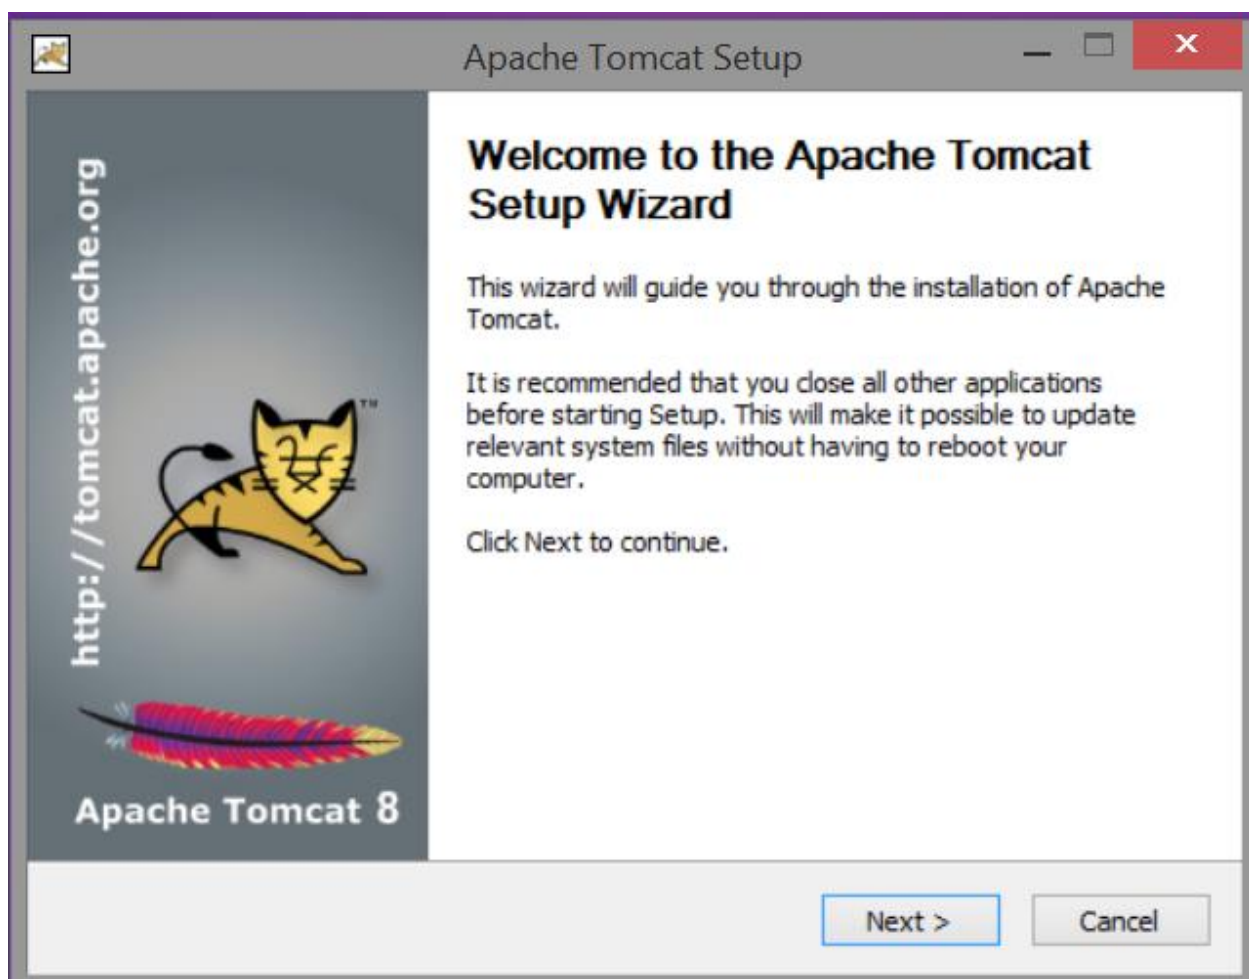 Apache Tomcat Setup
http://tomcat.apache.org
TM
Apache Tomcat 8
Welcome to the Apache Tomcat
Setup Wizard
This wizard will guide you through the installation of Apache
Tomcat.
It is recommended that you close all other applications
before starting Setup. This will make it possible to update
relevant system files without having to reboot your
computer.
Click Next to continue.
Next >
Cancel